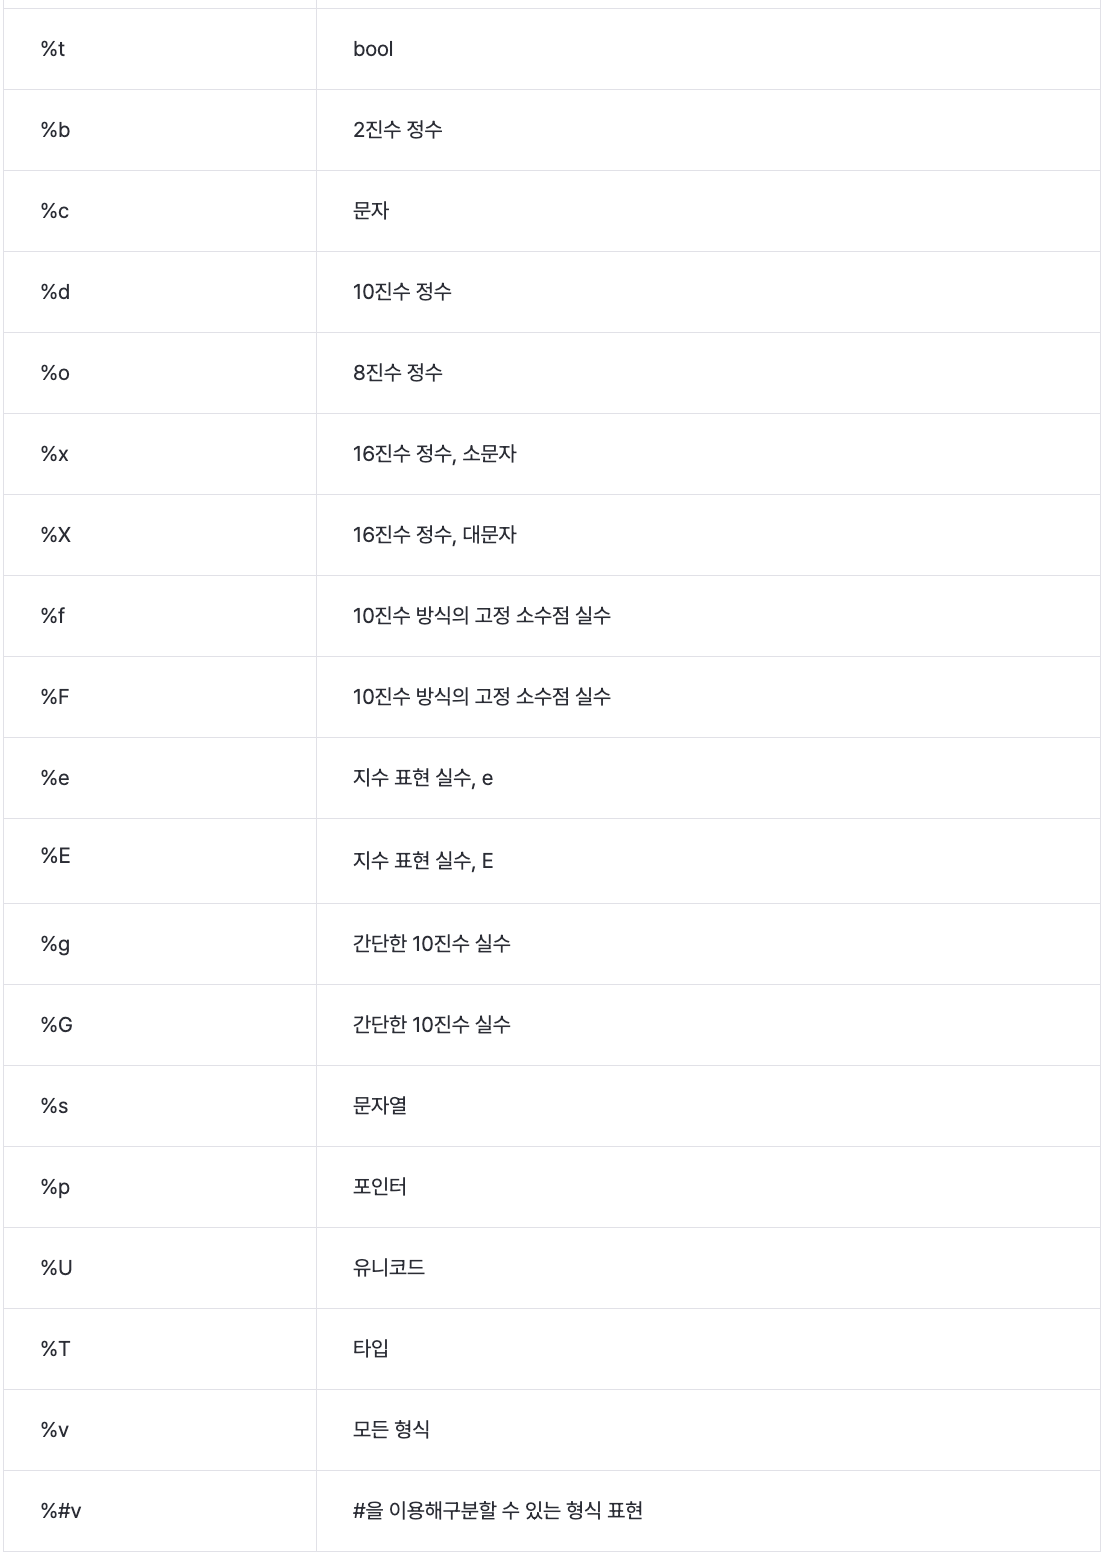 %t bool
%b 2진수 정수
%c 문자
%d 10진수 정수
%o 8진수 정수
%x 16진수 정수, 소문자
%X 16진수 정수, 대문자
%f 10진수 방식의 고정 소수점 실수
%F 10진수 방식의 고정 소수점 실수
%e 지수 표현 실수, e
%E 지수 표현 실수, E
%g 간단한 10진수 실수
%G 간단한 10진수 실수
%s 문자열
%p 포인터
%U 유니코드
%T 타입
%v 모든 형식
%#v #을 이용해구분할 수 있는 형식 표현